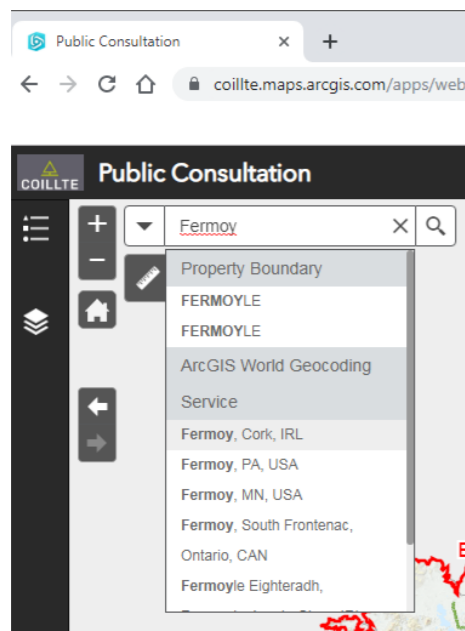 Public Consultation
coillte.maps.arcgis.com/apps/web
COILLTE Public Consultation
Fermoy
Property Boundary
FERMOYLE
FERMOYLE
ArcGIS World Geocoding
Service
Fermoy, Cork, IRL
Fermoy, PA, USA
Fermoy, MN, USA
Fermoy, South Frontenac,
Ontario, CAN
Fermoyle Eighteradh,